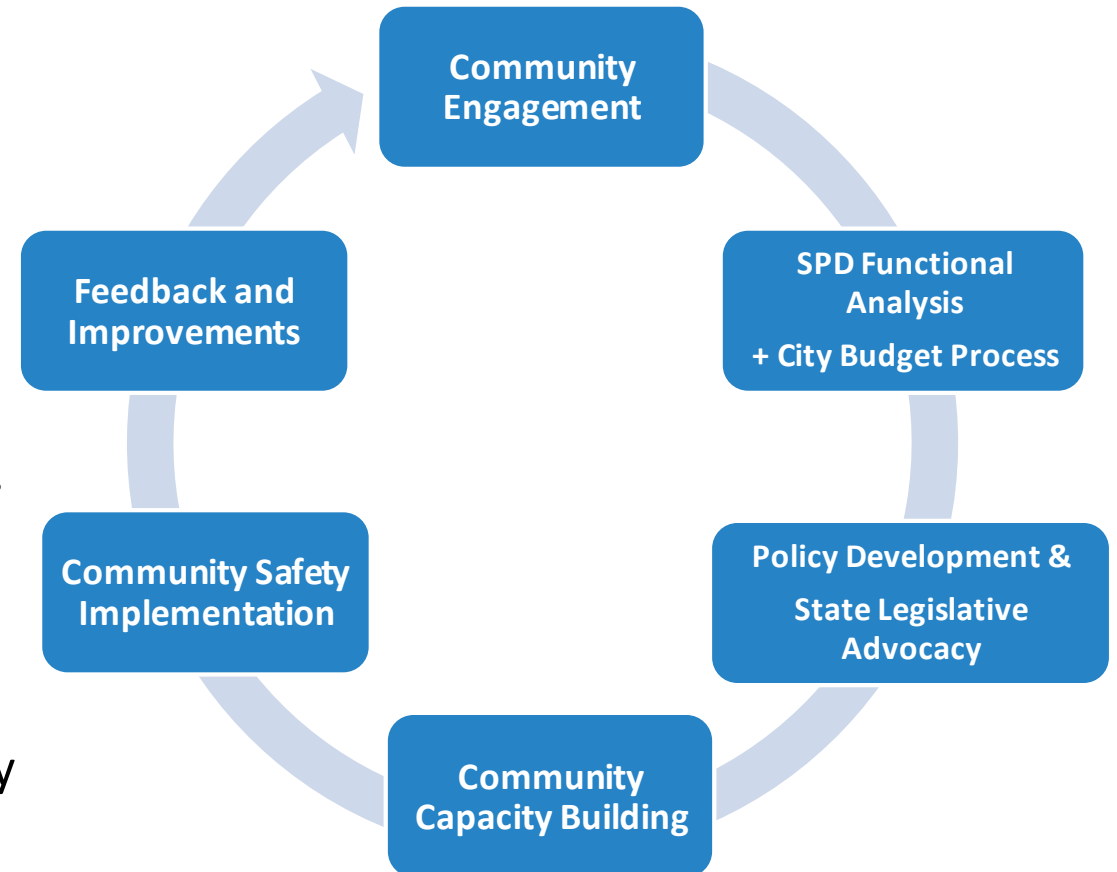 Community
Engagement
SPD Functional
Analysis
+ City Budget Process
Policy Development &
State Legislative
Advocacy
Community
Capacity Building
Community Safety
Implementation
Feedback and
Improvements
y